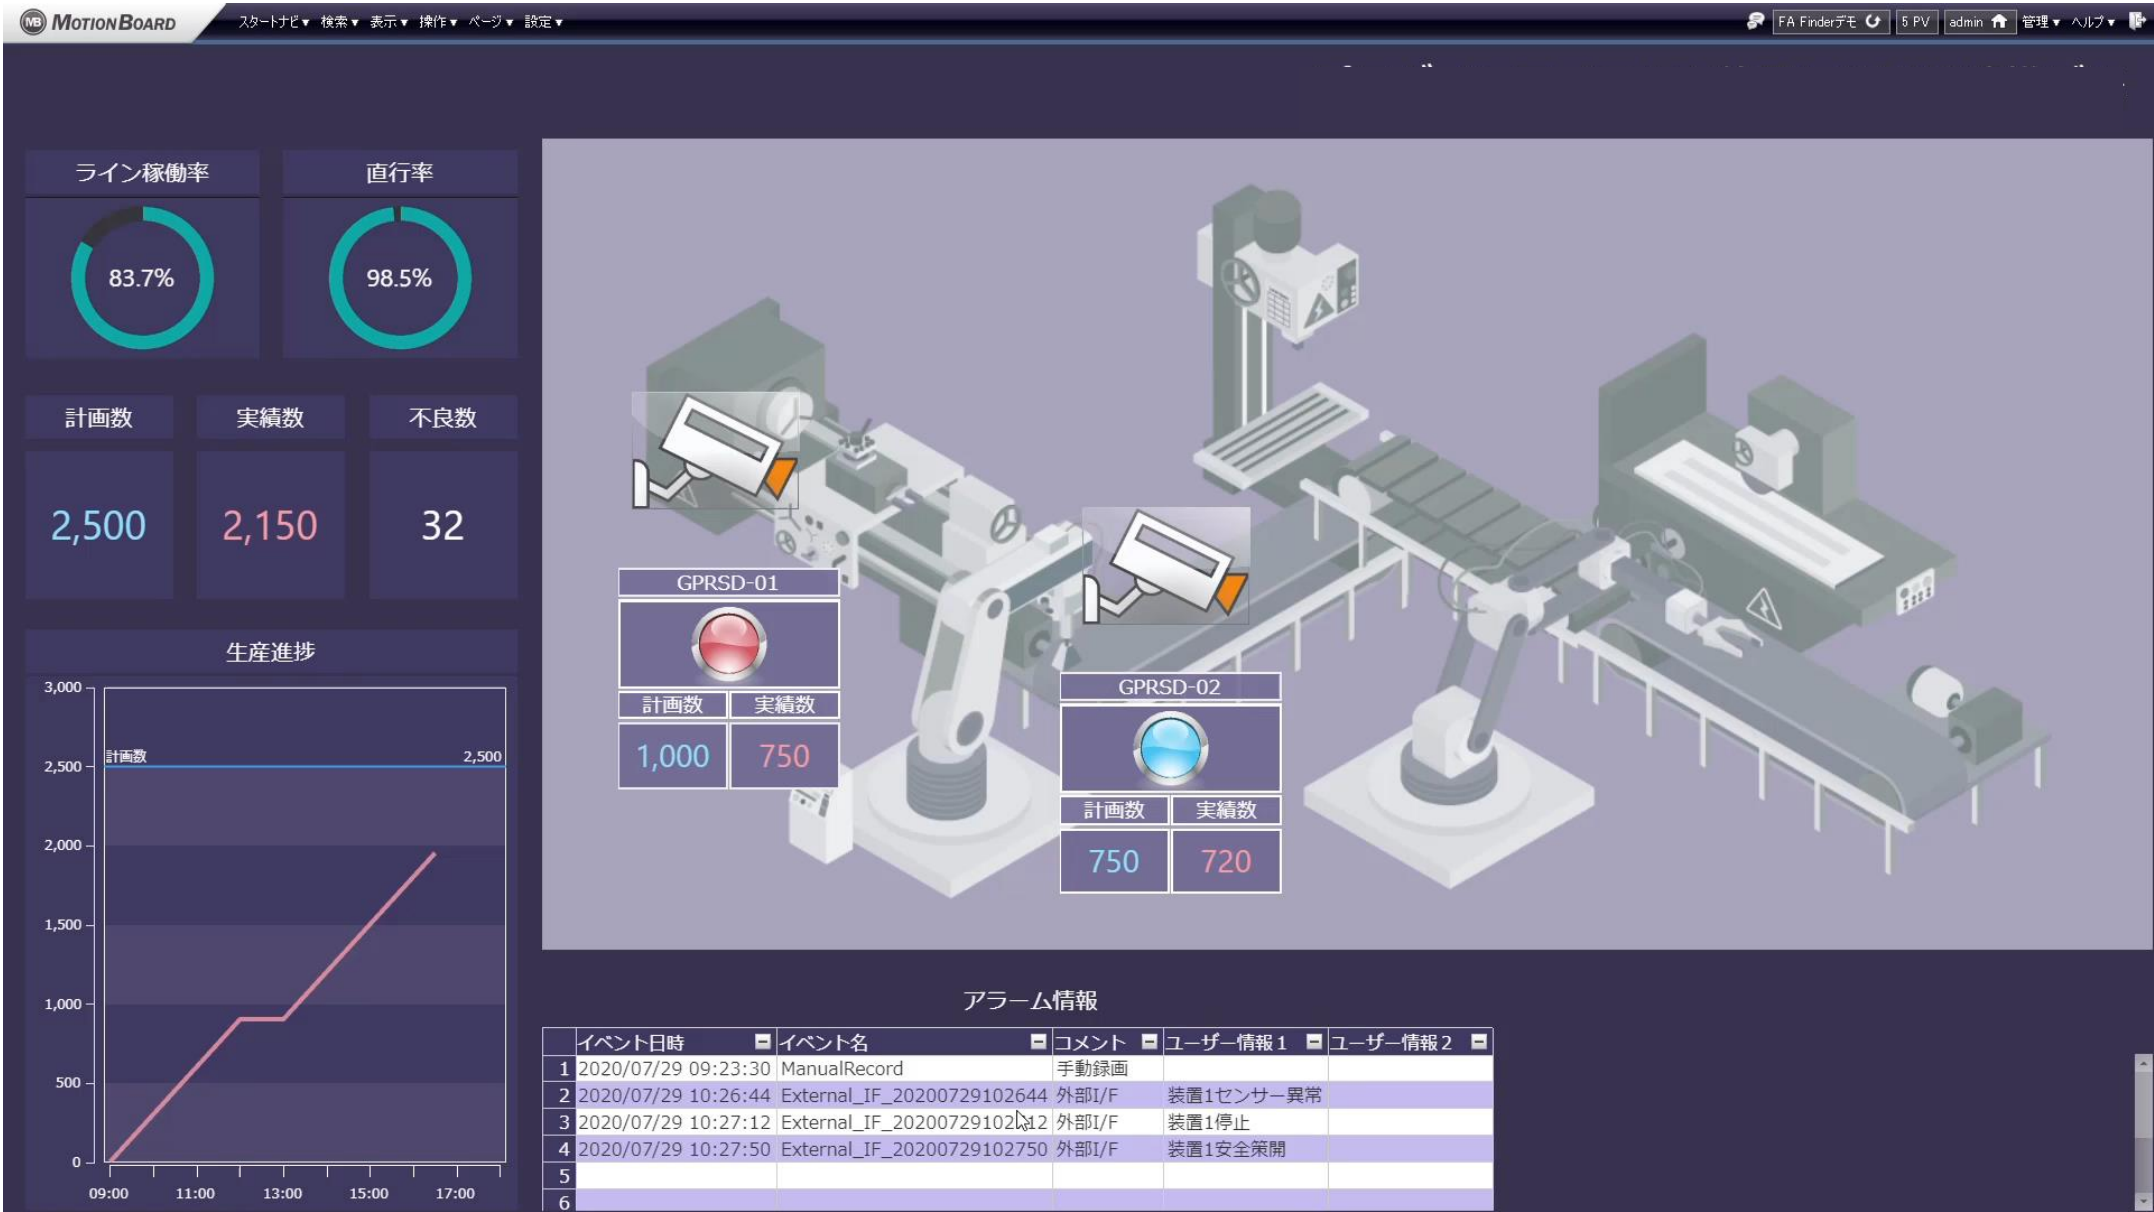 MB MOTIONBOARD
スタートナビ▼ 検索▼ 表示▼ 操作▼ ページ▼ 設定▼
FA Finderデモ 5 PV admin 管理▼ ヘルプ▼
ライン稼働率 直行率
83.7% 98.5%
計画数 実績数 不良数
2,500 2,150 32
生産進捗
3,000
計画数 2,500
2,500
2,000
1,500
1,000
500
0
09:00 11:00 13:00 15:00 17:00
GPRSD-01
計画数 実績数
1,000 750
GPRSD-02
計画数 実績数
750 720
アラーム情報
イベント日時 イベント名 コメント ユーザー情報1 ユーザー情報2
1 2020/07/29 09:23:30 ManualRecord 手動録画
2 2020/07/29 10:26:44 External_IF_20200729102644 外部I/F 装置1センサー異常
3 2020/07/29 10:27:12 External_IF_20200729102712 外部I/F 装置1停止
4 2020/07/29 10:27:50 External_IF_20200729102750 外部I/F 装置1安全策開
5
6